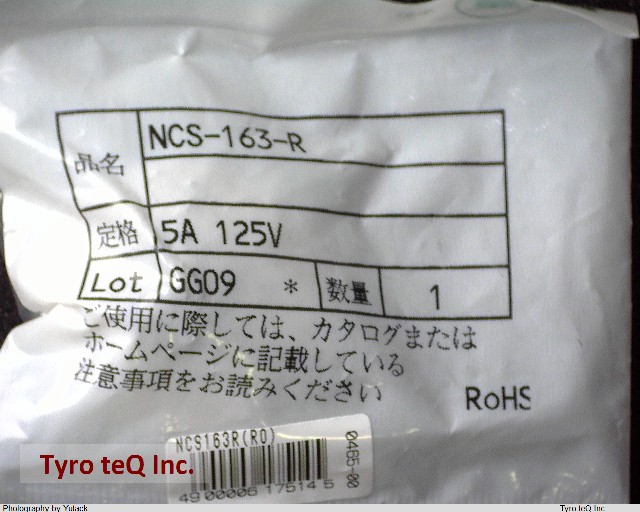 品名 NCS-163-R
定格 5A 125V
Lot GG09 * 数量 1
ご使用に際しては、カタログまたは
ホームページに記載している
注意事項をお読みください
RoHS
NCS163R(RO)
0465-00
49 00006 17514 5
Tyro teQ Inc.
Photography by Yutack
Tyro teQ Inc